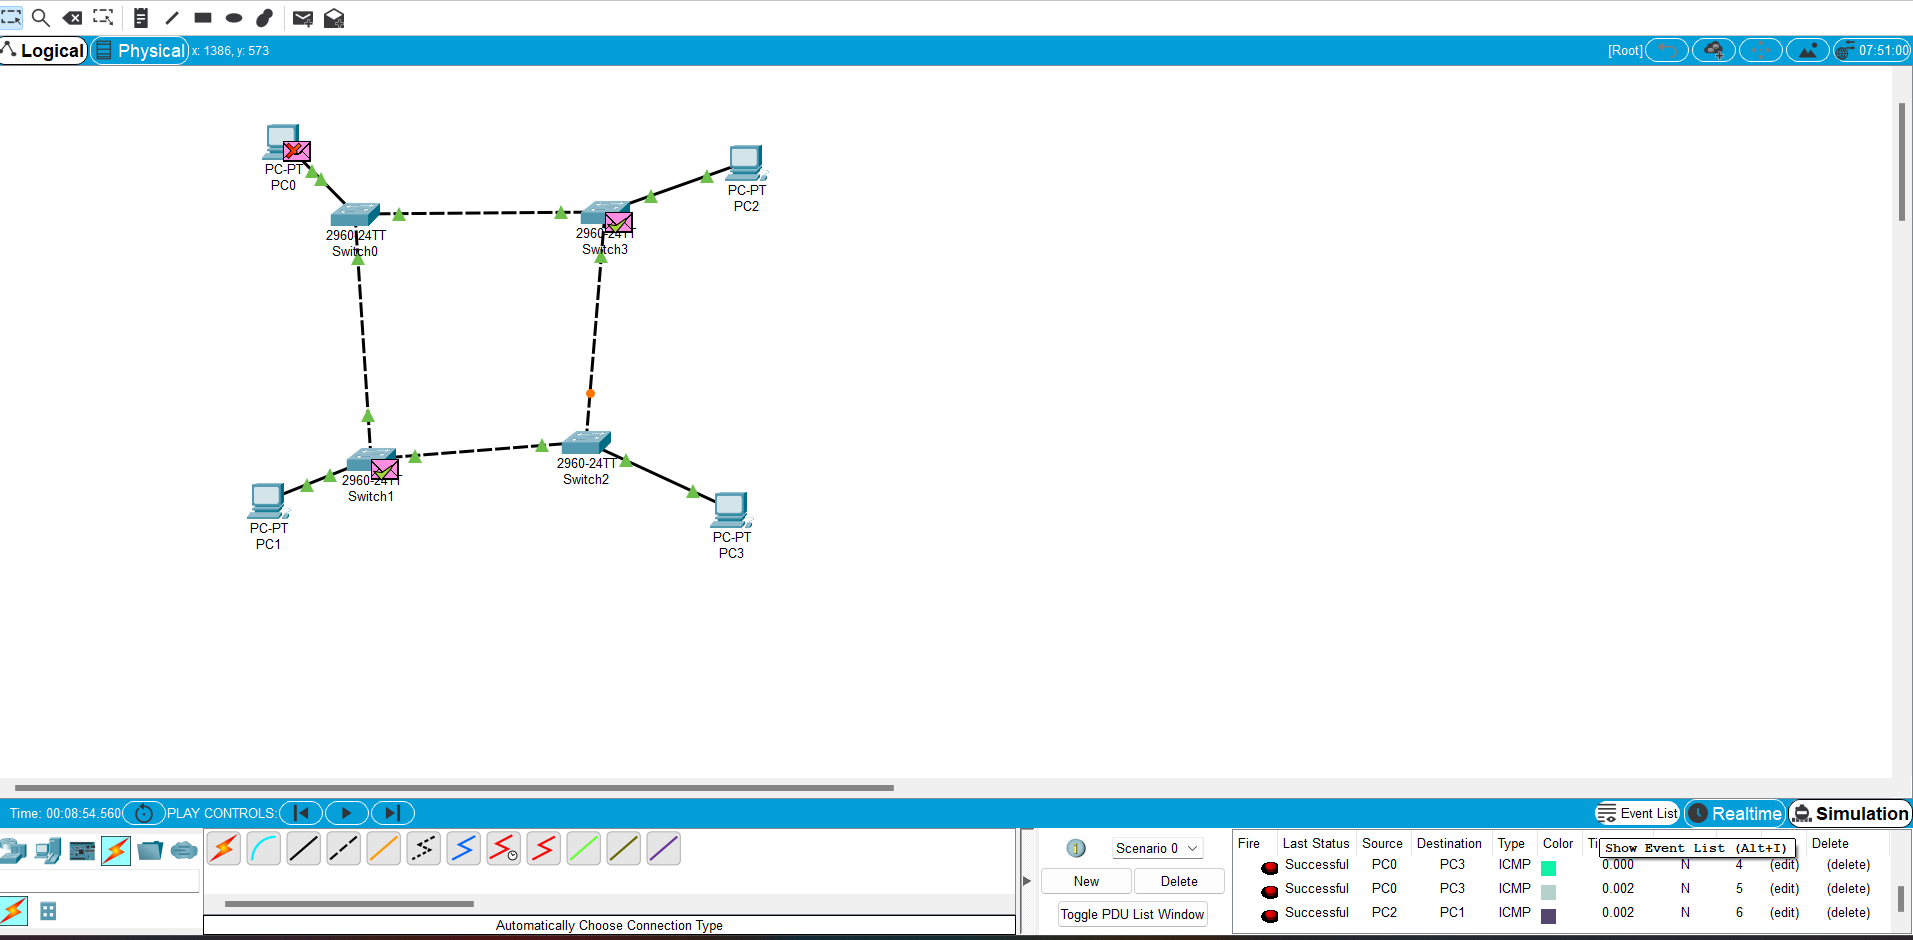 Logical Physical x: 1386, y: 573 [Root] 07:51:00
PC-PT
PC0
PC-PT
PC2
2960-24TT
Switch0
2960-24TT
Switch3
2960-24TT
Switch1
2960-24TT
Switch2
PC-PT
PC1
PC-PT
PC3
Time: 00:08:54.560 PLAY CONTROLS: Event List Realtime Simulation
Scenario 0
New Delete
Toggle PDU List Window
Automatically Choose Connection Type
Fire Last Status Source Destination Type Color Ti Delete
Show Event List (Alt+I)
Successful PC0 PC3 ICMP 0.000 N 4 (edit) (delete)
Successful PC0 PC3 ICMP 0.002 N 5 (edit) (delete)
Successful PC2 PC1 ICMP 0.002 N 6 (edit) (delete)